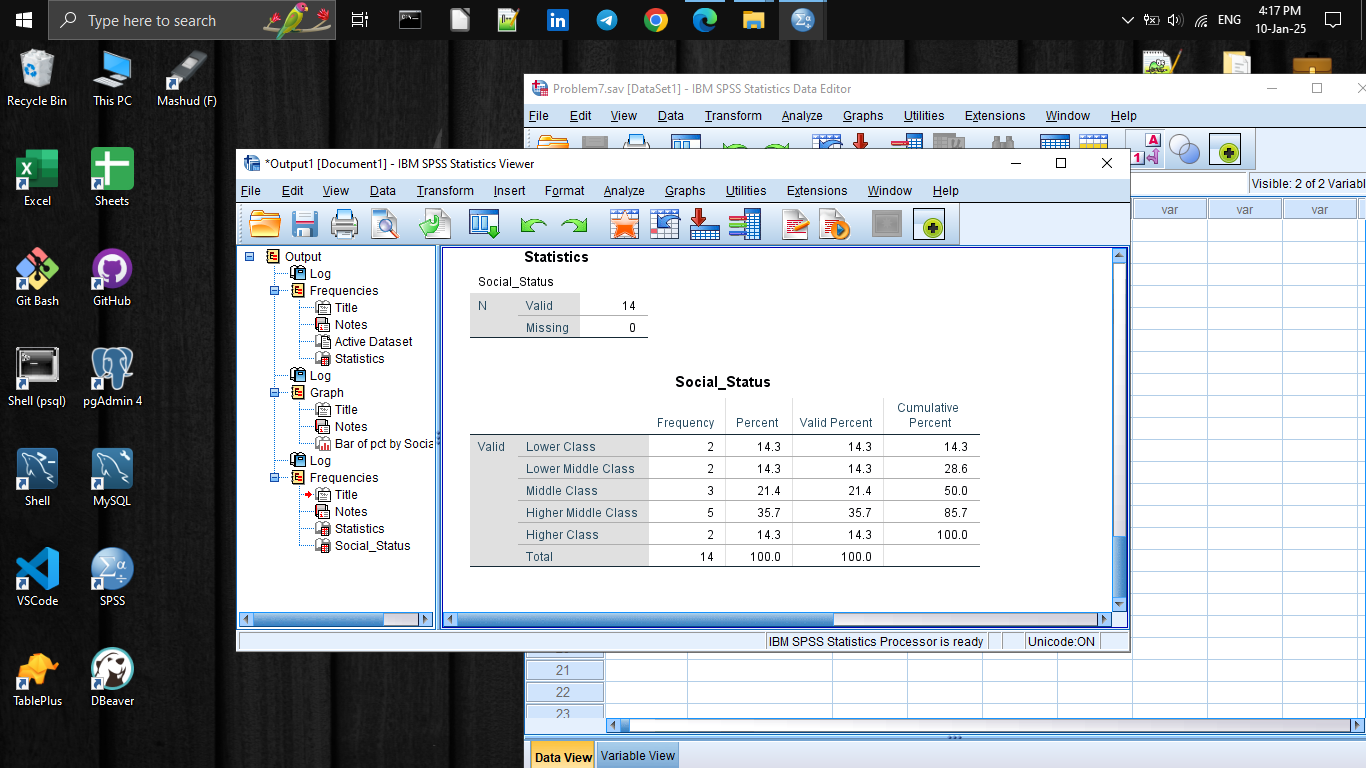 Type here to search
ENG
4:17 PM
10-Jan-25
Recycle Bin
This PC
Mashud (F)
Excel
Sheets
Git Bash
GitHub
Shell (psql)
pgAdmin 4
Shell
MySQL
VSCode
SPSS
TablePlus
DBeaver
Problem7.sav [DataSet1] - IBM SPSS Statistics Data Editor
File Edit View Data Transform Analyze Graphs Utilities Extensions Window Help
Visible: 2 of 2 Variabl
var var var
*Output1 [Document1] - IBM SPSS Statistics Viewer
File Edit View Data Transform Insert Format Analyze Graphs Utilities Extensions Window Help
Output
Log
Frequencies
Title
Notes
Active Dataset
Statistics
Log
Graph
Title
Notes
Bar of pct by Socia
Log
Frequencies
Title
Notes
Statistics
Social_Status
Statistics
Social_Status
N Valid 14
Missing 0
Social_Status
Frequency Percent Valid Percent Cumulative Percent
Valid Lower Class 2 14.3 14.3 14.3
Lower Middle Class 2 14.3 14.3 28.6
Middle Class 3 21.4 21.4 50.0
Higher Middle Class 5 35.7 35.7 85.7
Higher Class 2 14.3 14.3 100.0
Total 14 100.0 100.0
IBM SPSS Statistics Processor is ready
Unicode:ON
21
22
23
Data View Variable View